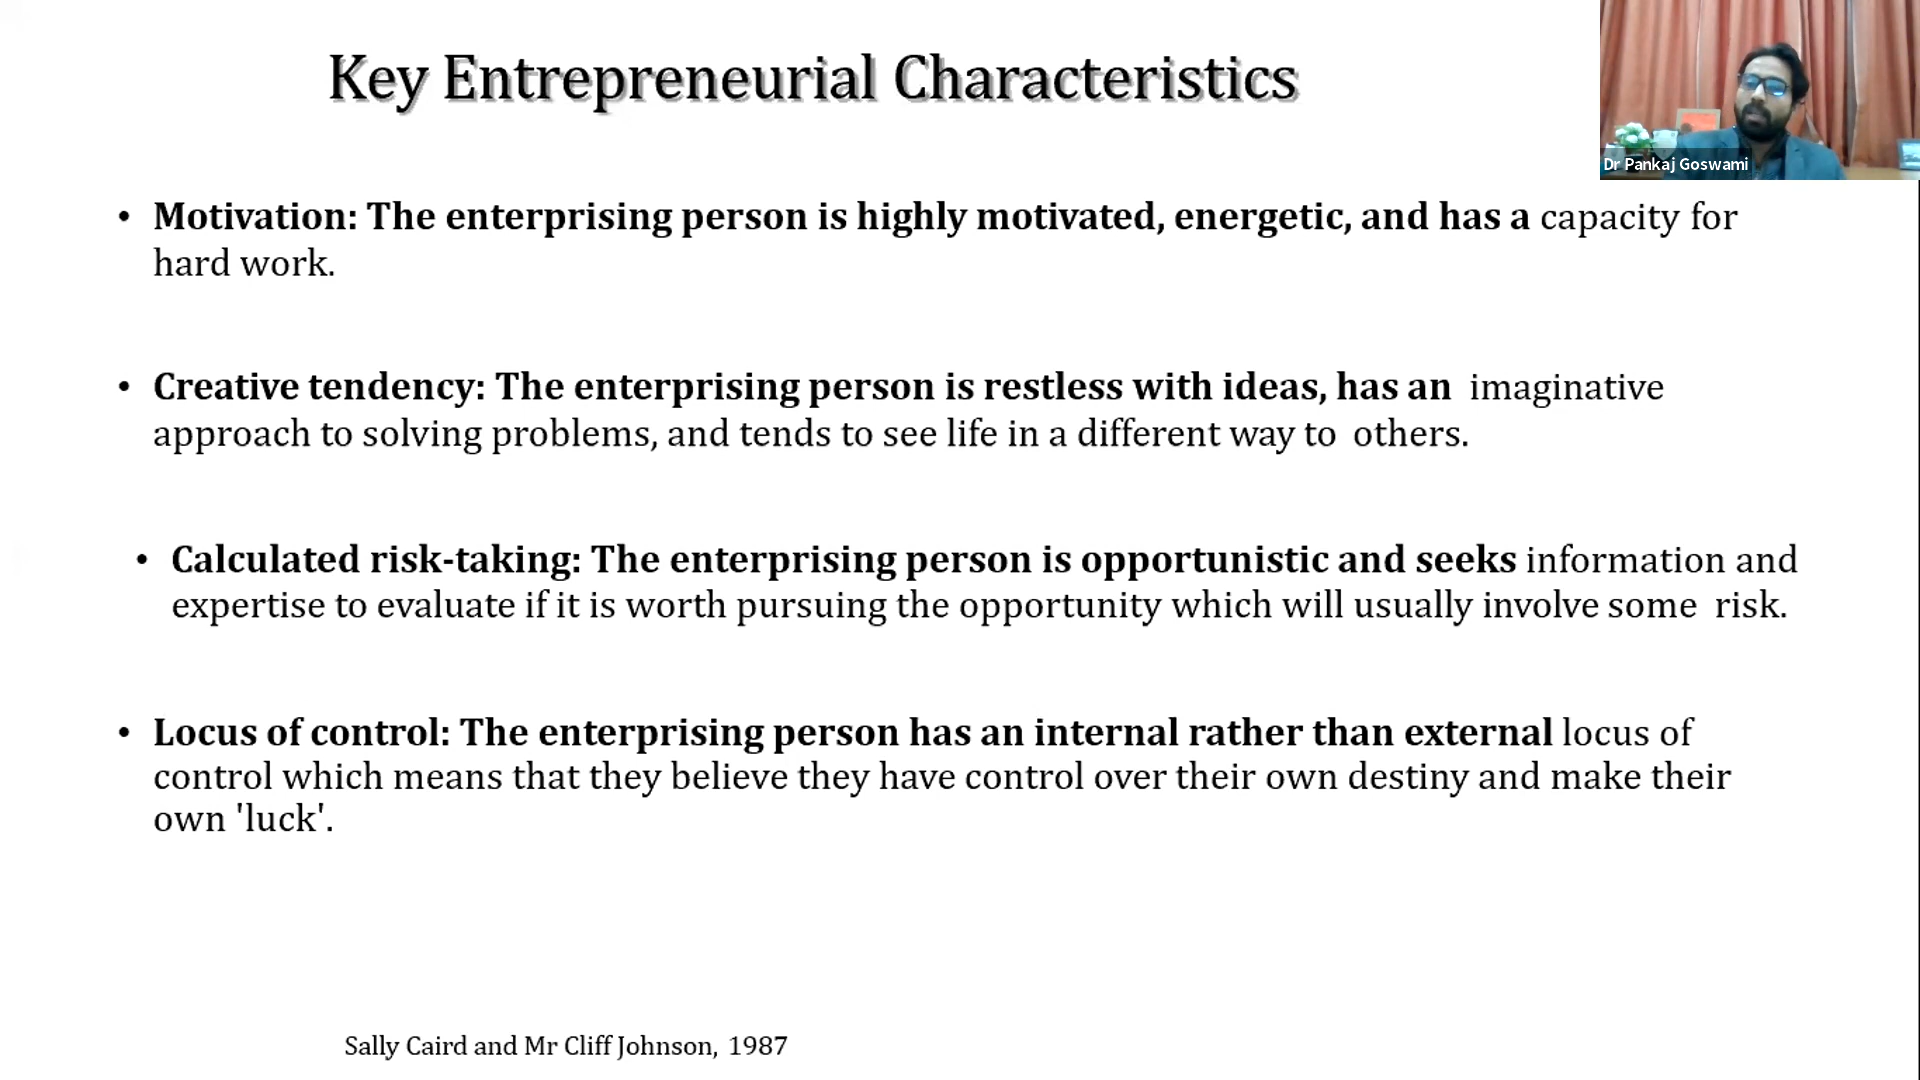 Key Entrepreneurial Characteristics
Dr Pankaj Goswami
• Motivation: The enterprising person is highly motivated, energetic, and has a capacity for
hard work.
• Creative tendency: The enterprising person is restless with ideas, has an imaginative
approach to solving problems, and tends to see life in a different way to others.
• Calculated risk-taking: The enterprising person is opportunistic and seeks information and
expertise to evaluate if it is worth pursuing the opportunity which will usually involve some risk.
• Locus of control: The enterprising person has an internal rather than external locus of
control which means that they believe they have control over their own destiny and make their
own 'luck'.
Sally Caird and Mr Cliff Johnson, 1987